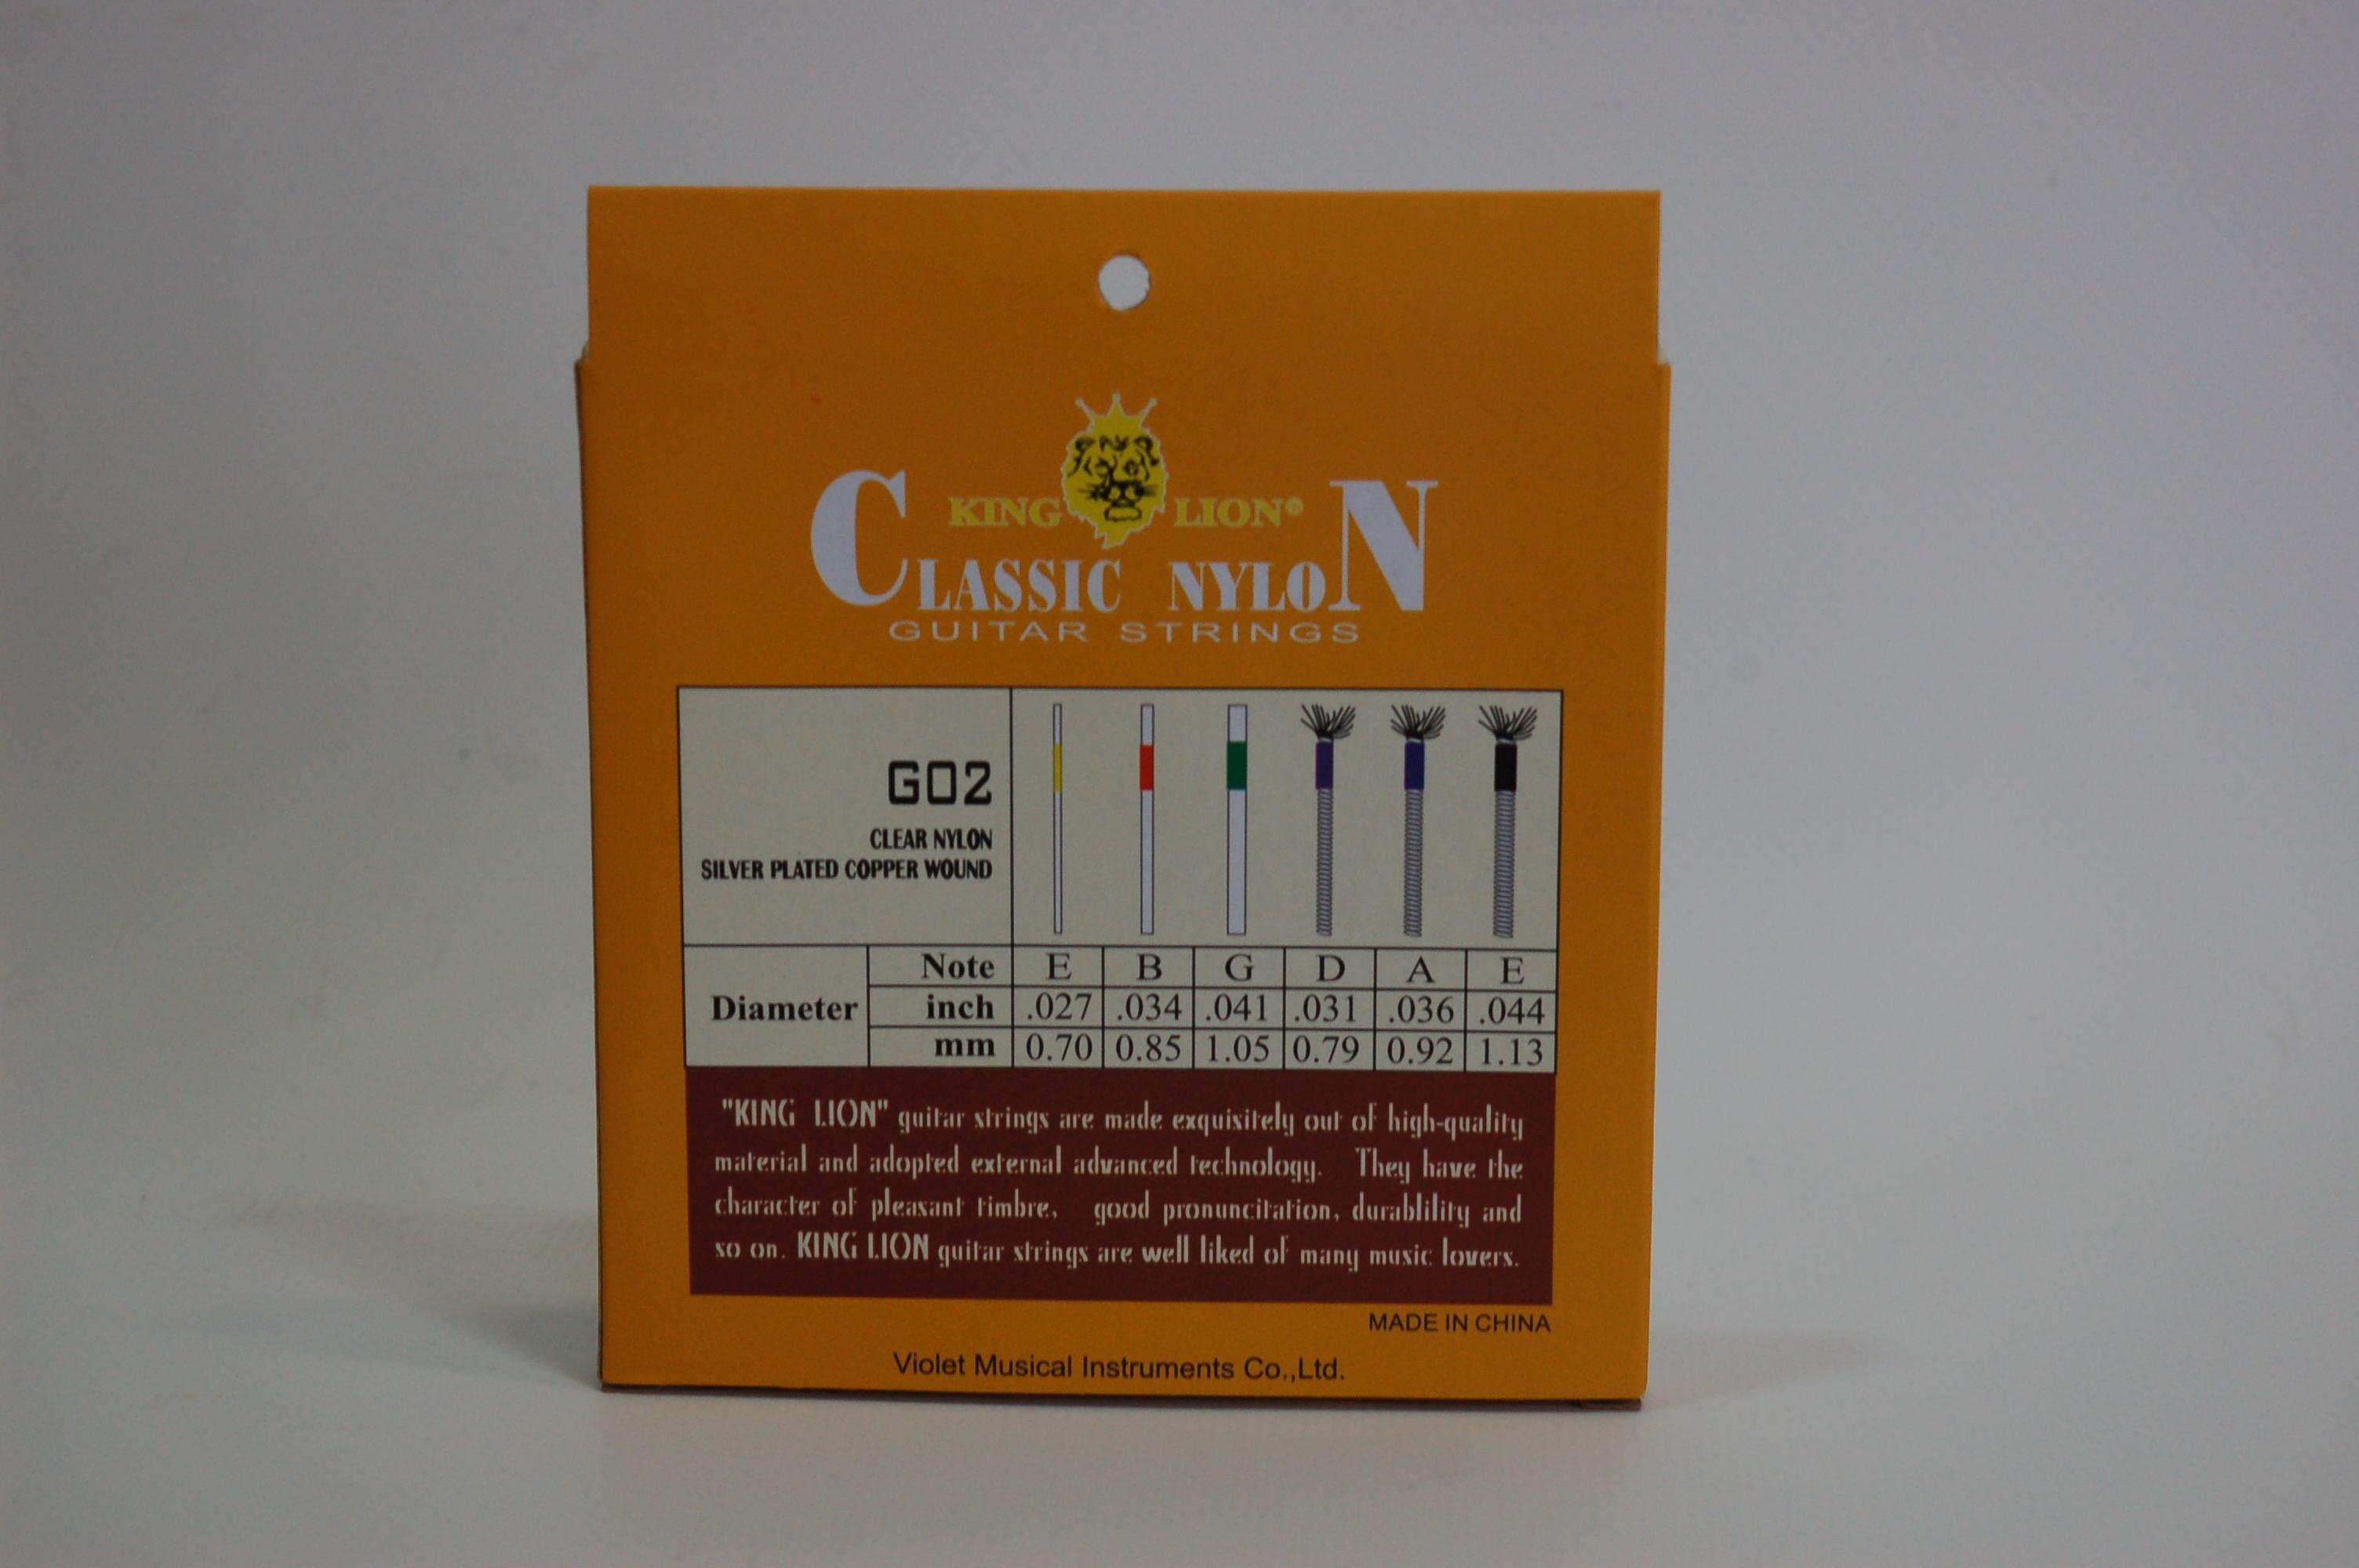 KING LION®
CLASSIC NYLON
GUITAR STRINGS
G02
CLEAR NYLON
SILVER PLATED COPPER WOUND
Note E B G D A E
Diameter
inch .027 .034 .041 .031 .036 .044
mm 0.70 0.85 1.05 0.79 0.92 1.13
"KING LION" guitar strings are made exquisitely out of high-quality
material and adopted external advanced technology. They have the
character of pleasant timbre, good pronuncitation, durablility and
so on. KING LION guitar strings are well liked of many music lovers.
MADE IN CHINA
Violet Musical Instruments Co.,Ltd.